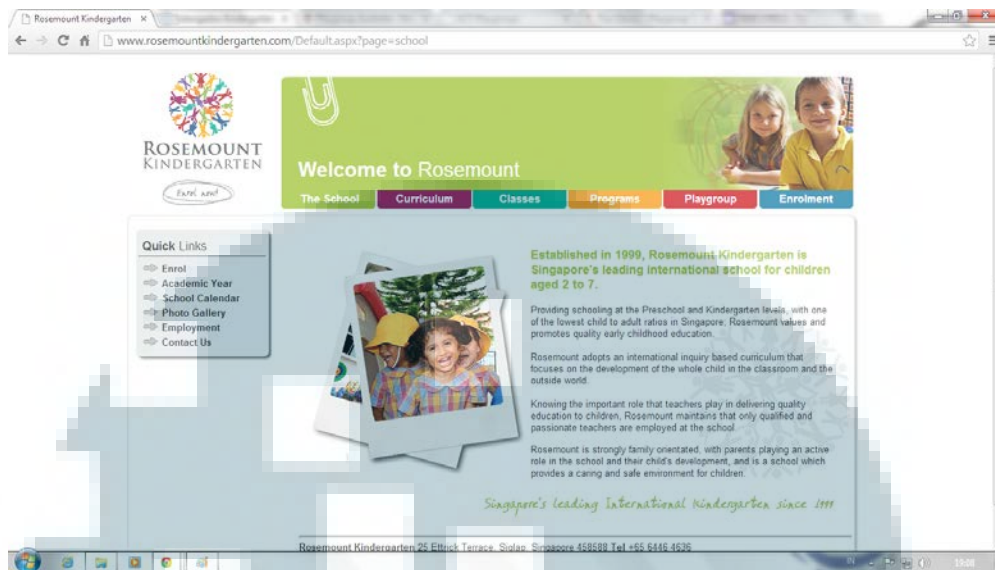 Rosemount Kindergarten
www.rosemountkindergarten.com/Default.aspx?page=school
ROSEMOUNT
KINDERGARTEN
Enrol now!
Welcome to Rosemount
The School Curriculum Classes Programs Playgroup Enrolment
Quick Links
Enrol
Academic Year
School Calendar
Photo Gallery
Employment
Contact Us
Established in 1999, Rosemount Kindergarten is
Singapore's leading international school for children
aged 2 to 7.
Providing schooling at the Preschool and Kindergarten levels, with one
of the lowest child to adult ratios in Singapore, Rosemount values and
promotes quality early childhood education.
Rosemount adopts an international inquiry based curriculum that
focuses on the development of the whole child in the classroom and the
outside world.
Knowing the important role that teachers play in delivering quality
education to children, Rosemount maintains that only qualified and
passionate teachers are employed at the school.
Rosemount is strongly family orientated, with parents playing an active
role in the school and their child's development, and is a school which
provides a caring and safe environment for children.
Singapore's leading International Kindergarten since 1999
Rosemount Kindergarten 25 Ettrick Terrace, Siglap, Singapore 458588 Tel +65 6446 4636
IN
19:08